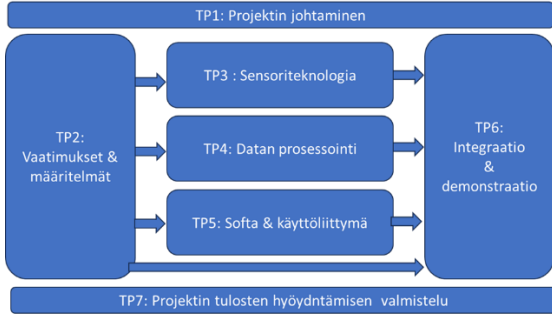 TP1: Projektin johtaminen
TP2:
Vaatimukset &
määritelmät
TP3 : Sensoriteknologia
TP4: Datan prosessointi
TP5: Softa & käyttöliittymä
TP6:
Integraatio
&
demonstraatio
TP7: Projektin tulosten hyöydntämisen valmistelu